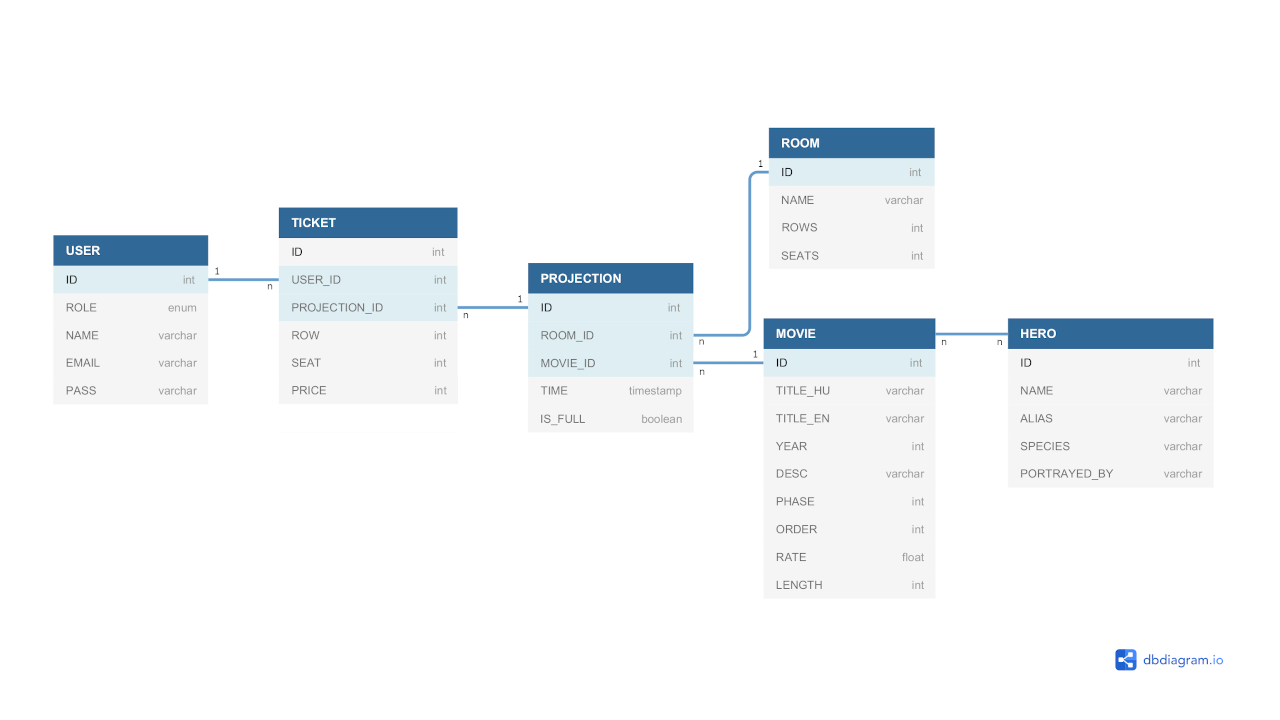 USER
ID int
ROLE enum
NAME varchar
EMAIL varchar
PASS varchar
1
n
TICKET
ID int
USER_ID int
PROJECTION_ID int
ROW int
SEAT int
PRICE int
n
1
PROJECTION
ID int
ROOM_ID int
MOVIE_ID int
TIME timestamp
IS_FULL boolean
n
1
n
1
ROOM
ID int
NAME varchar
ROWS int
SEATS int
MOVIE
ID int
TITLE_HU varchar
TITLE_EN varchar
YEAR int
DESC varchar
PHASE int
ORDER int
RATE float
LENGTH int
n
n
HERO
ID int
NAME varchar
ALIAS varchar
SPECIES varchar
PORTRAYED_BY varchar
dbdiagram.io